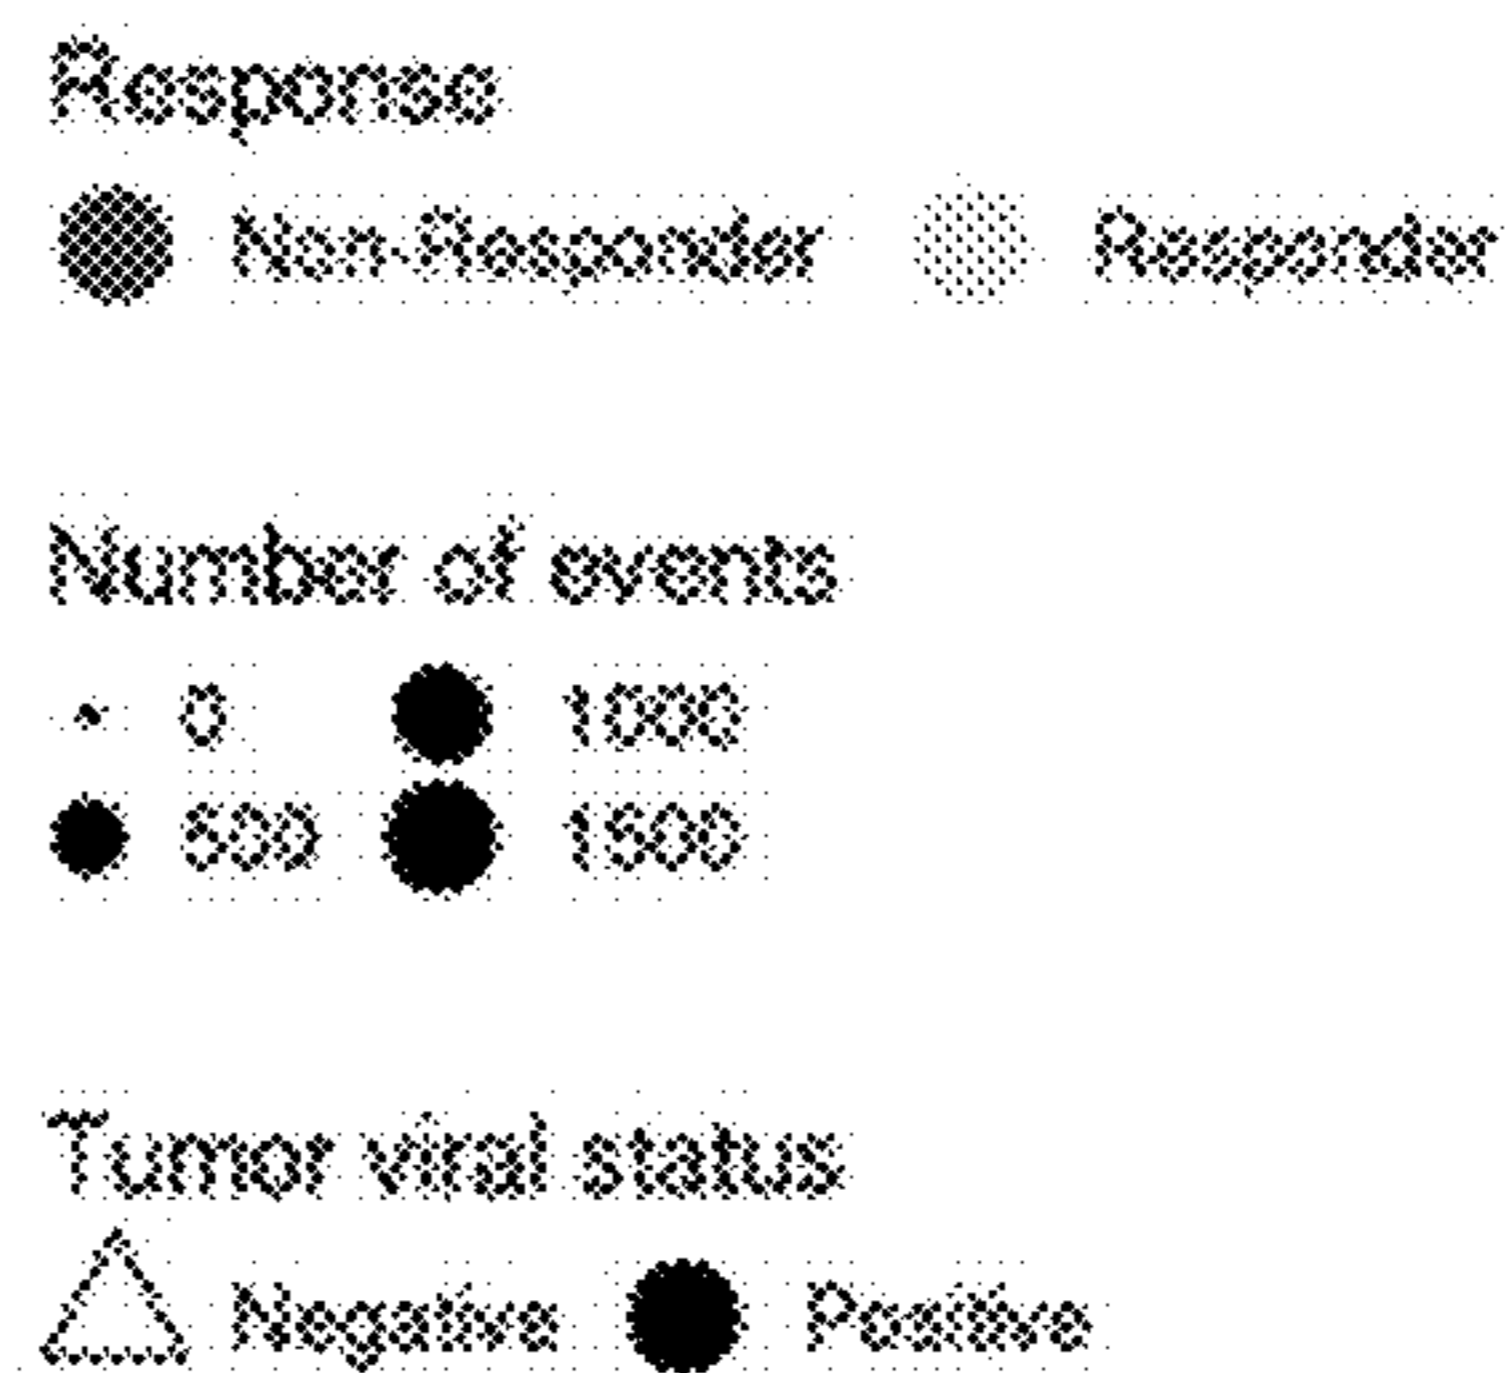 Response
Non-Responder Responder
Number of events
0 1000
500 1500
Tumor viral status
Negative Positive